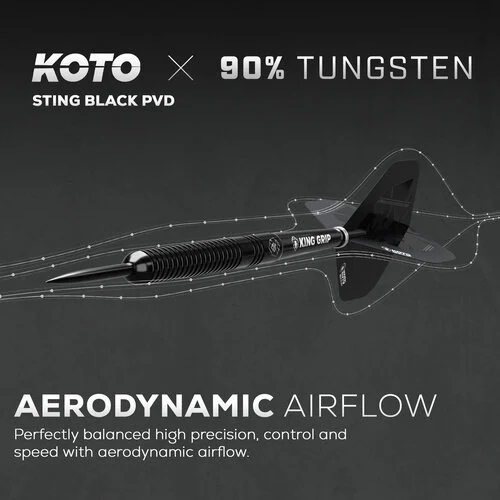 KOTO × 90% TUNGSTEN
STING BLACK PVD
KING GRIP
KOTO
AERODYNAMIC AIRFLOW
Perfectly balanced high precision, control and
speed with aerodynamic airflow.